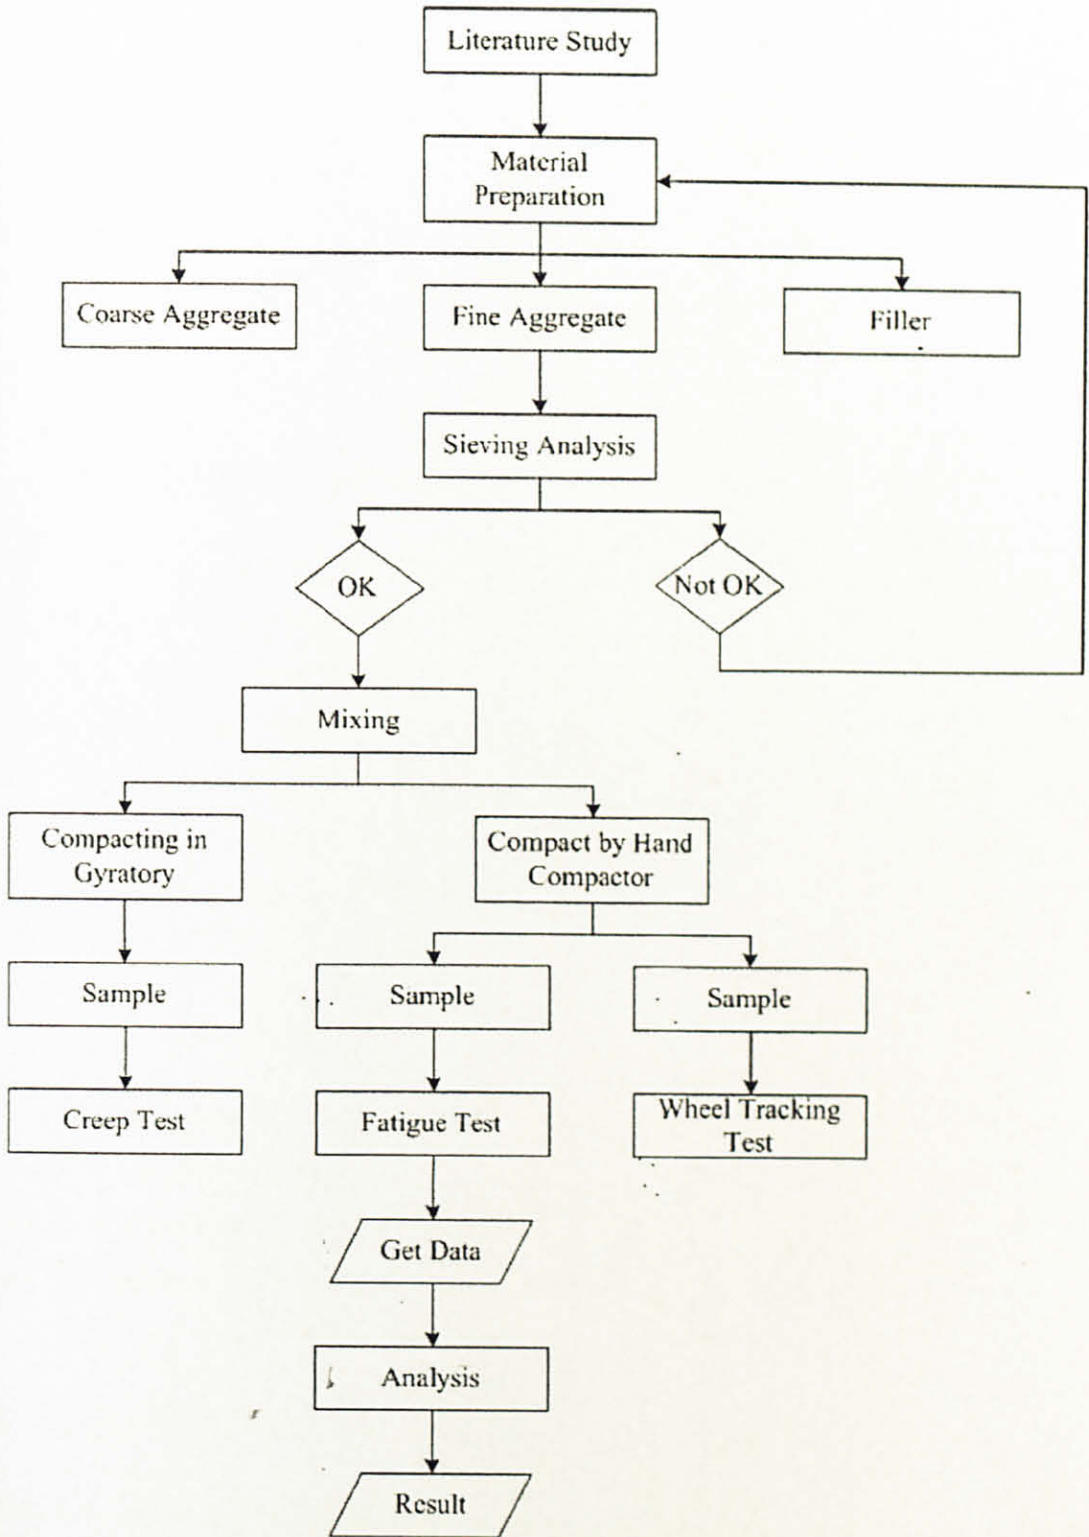 Literature Study
Material
Preparation
Coarse Aggregate
Fine Aggregate
Filler
Sieving Analysis
OK
Not OK
Mixing
Compacting in
Gyratory
Compact by Hand
Compactor
Sample
Sample
Sample
Creep Test
Fatigue Test
Wheel Tracking
Test
Get Data
Analysis
Result